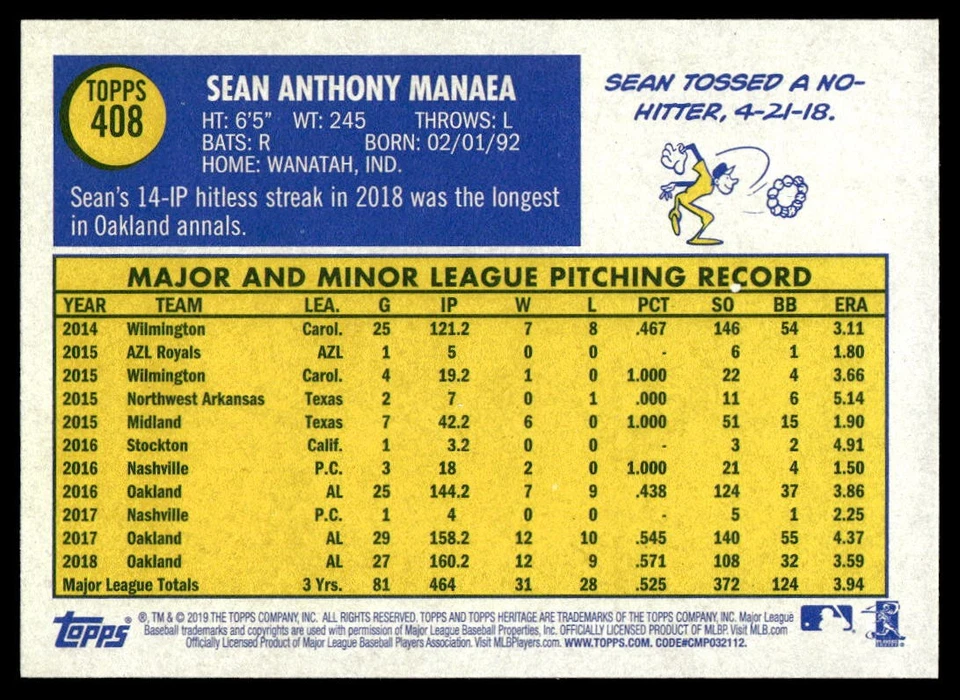 TOPPS
408
SEAN ANTHONY MANAEA
HT: 6'5" WT: 245 THROWS: L
BATS: R BORN: 02/01/92
HOME: WANATAH, IND.
Sean's 14-IP hitless streak in 2018 was the longest
in Oakland annals.
SEAN TOSSED A NO-
HITTER, 4-21-18.
MAJOR AND MINOR LEAGUE PITCHING RECORD
YEAR TEAM LEA. G IP W L PCT SO BB ERA
2014 Wilmington Carol. 25 121.2 7 8 .467 146 54 3.11
2015 AZL Royals AZL 1 5 0 0 - 6 1 1.80
2015 Wilmington Carol. 4 19.2 1 0 1.000 22 4 3.66
2015 Northwest Arkansas Texas 2 7 0 1 .000 11 6 5.14
2015 Midland Texas 7 42.2 6 0 1.000 51 15 1.90
2016 Stockton Calif. 1 3.2 0 0 - 3 2 4.91
2016 Nashville P.C. 3 18 2 0 1.000 21 4 1.50
2016 Oakland AL 25 144.2 7 9 .438 124 37 3.86
2017 Nashville P.C. 1 4 0 0 - 5 1 2.25
2017 Oakland AL 29 158.2 12 10 .545 140 55 4.37
2018 Oakland AL 27 160.2 12 9 .571 108 32 3.59
Major League Totals 3 Yrs. 81 464 31 28 .525 372 124 3.94
Topps ®, TM & © 2019 THE TOPPS COMPANY, INC. ALL RIGHTS RESERVED. TOPPS AND TOPPS HERITAGE ARE TRADEMARKS OF THE TOPPS COMPANY, INC. Major League
Baseball trademarks and copyrights are used with permission of Major League Baseball Properties, Inc. OFFICIALLY LICENSED PRODUCT OF MLBP. Visit MLB.com
Officially Licensed Product of Major League Baseball Players Association. Visit MLBPlayers.com. WWW.TOPPS.COM. CODE#CMP032112.